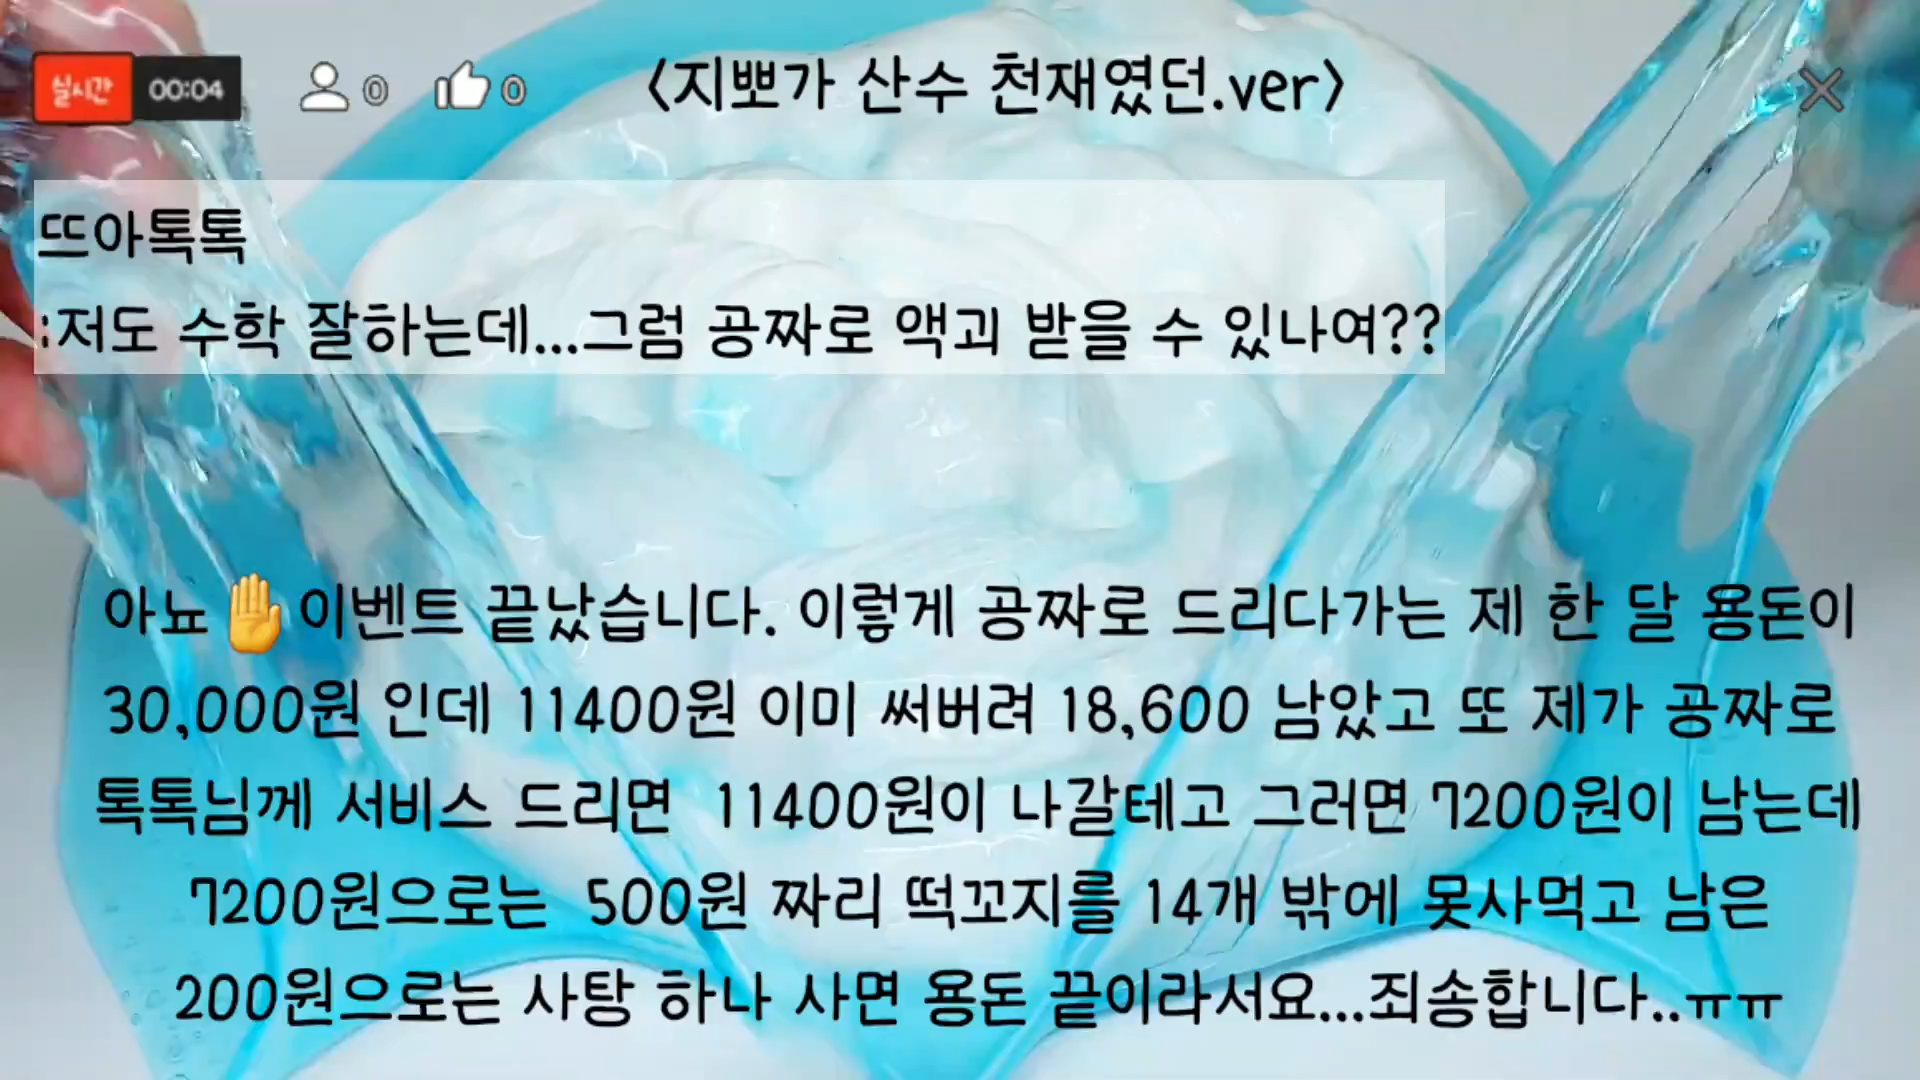 실시간 00:04 0 0 <지뽀가 산수 천재였던.ver>
뜨아톡톡
:저도 수학 잘하는데...그럼 공짜로 액괴 받을 수 있나여??
아뇨✋이벤트 끝났습니다. 이렇게 공짜로 드리다가는 제 한 달 용돈이
30,000원 인데 11400원 이미 써버려 18,600 남았고 또 제가 공짜로
톡톡님께 서비스 드리면 11400원이 나갈테고 그러면 7200원이 남는데
7200원으로는 500원 짜리 떡꼬지를 14개 밖에 못사먹고 남은
200원으로는 사탕 하나 사면 용돈 끝이라서요...죄송합니다..ㅠㅠ